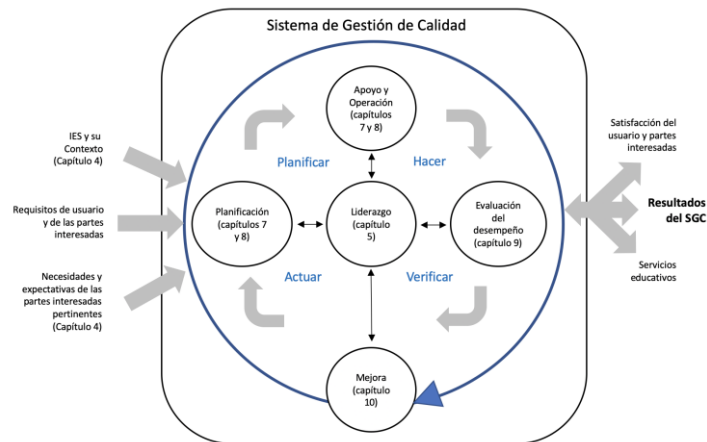 Sistema de Gestión de Calidad
Apoyo y
Operación
(capítulos
7 y 8)
Planificar
Hacer
IES y su
Contexto
(Capítulo 4)
Requisitos de usuario
y de las partes
interesadas
Necesidades y
expectativas de las
partes interesadas
pertinentes
(Capítulo 4)
Planificación
(capítulos 7
y 8)
Liderazgo
(capítulo
5)
Evaluación
del
desempeño
(capítulo 9)
Actuar
Verificar
Mejora
(capítulo
10)
Satisfacción del
usuario y partes
interesadas
Resultados
del SGC
Servicios
educativos